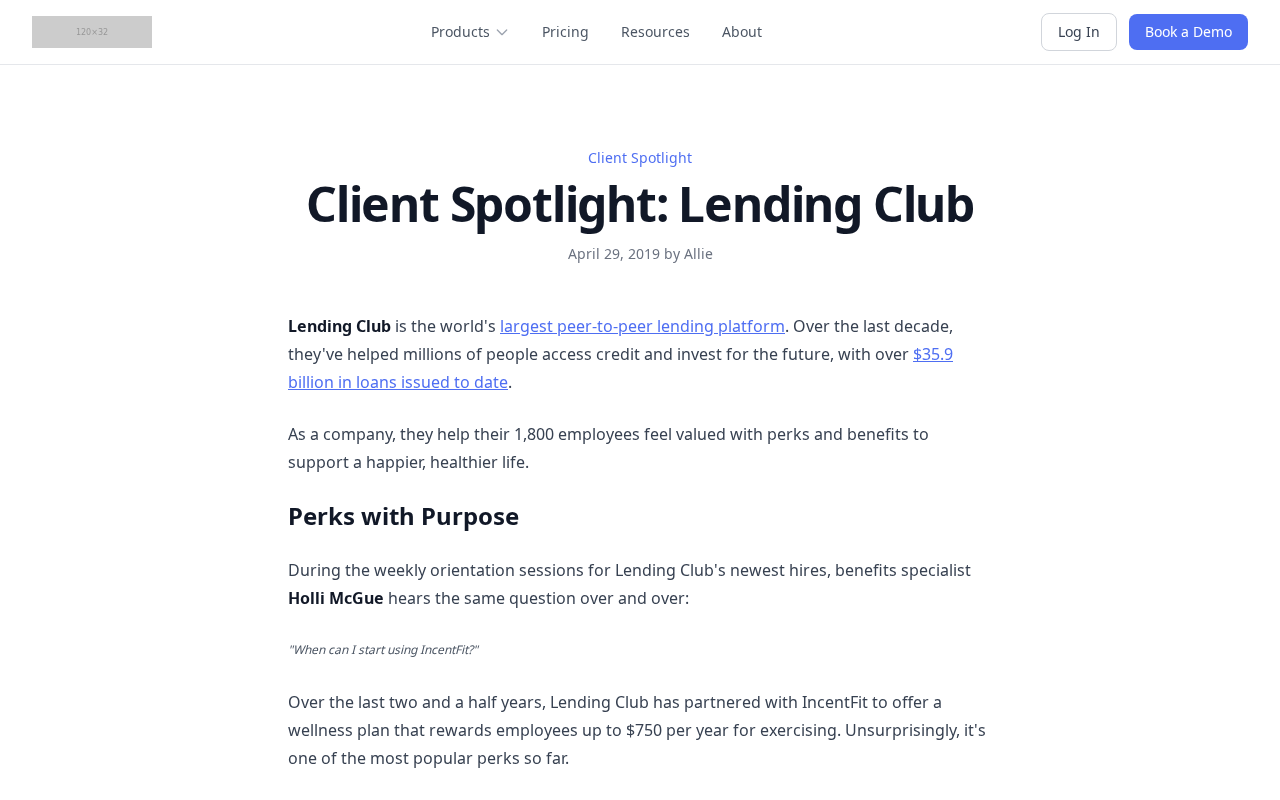 120×32
Products
Pricing
Resources
About
Log In
Book a Demo
Client Spotlight
Client Spotlight: Lending Club
April 29, 2019 by Allie
Lending Club is the world's largest peer-to-peer lending platform. Over the last decade,
they've helped millions of people access credit and invest for the future, with over $35.9
billion in loans issued to date.
As a company, they help their 1,800 employees feel valued with perks and benefits to
support a happier, healthier life.
Perks with Purpose
During the weekly orientation sessions for Lending Club's newest hires, benefits specialist
Holli McGue hears the same question over and over:
"When can I start using IncentFit?"
Over the last two and a half years, Lending Club has partnered with IncentFit to offer a
wellness plan that rewards employees up to $750 per year for exercising. Unsurprisingly, it's
one of the most popular perks so far.